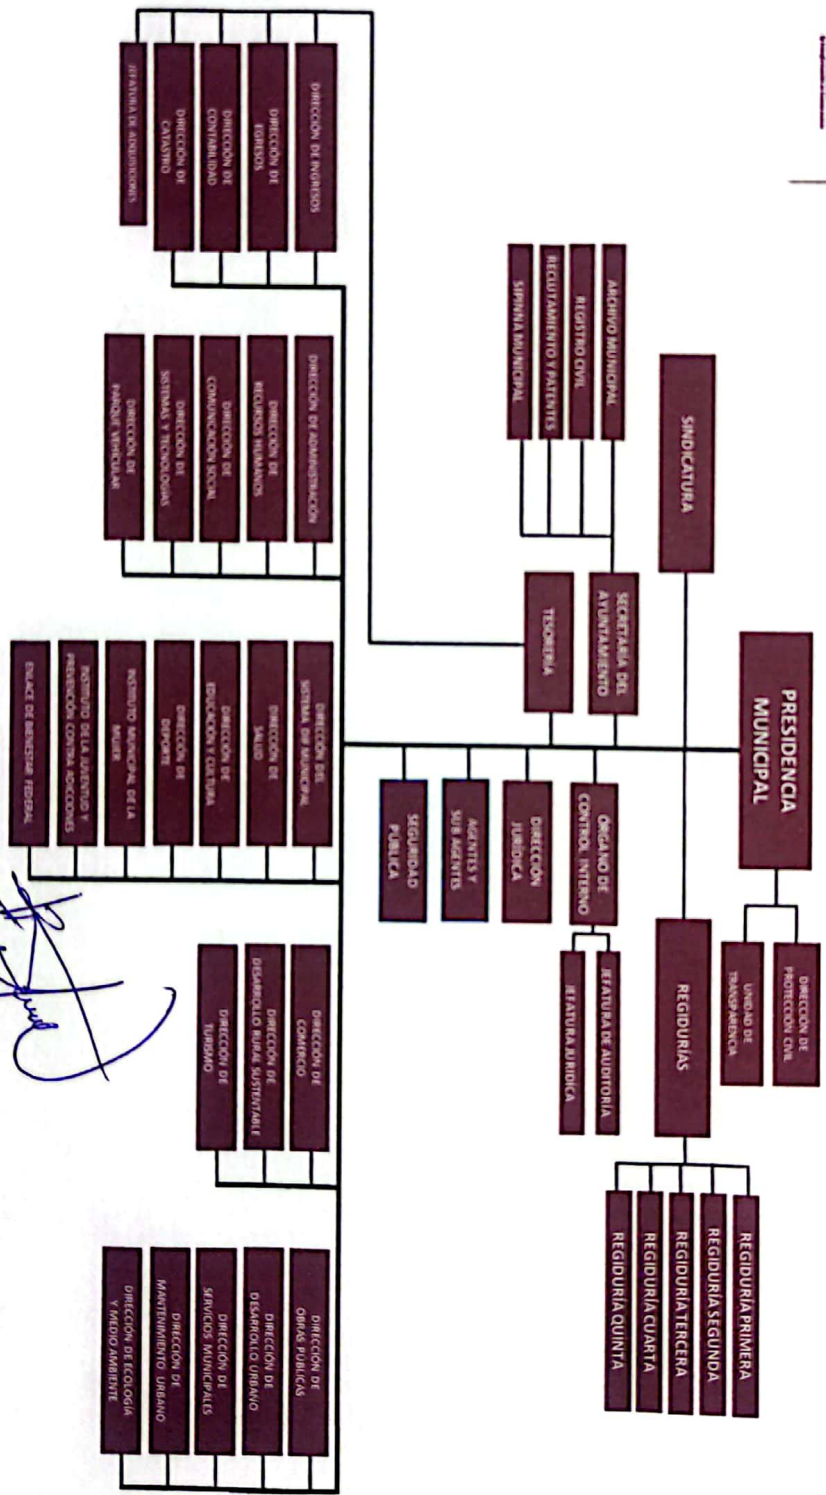 PRESIDENCIA
MUNICIPAL
DIRECCIÓN DE
PROTECCIÓN CIVIL
UNIDAD DE
TRANSPARENCIA
SINDICATURA
REGIDURÍAS
REGIDURÍA PRIMERA
REGIDURÍA SEGUNDA
REGIDURÍA TERCERA
REGIDURÍA CUARTA
REGIDURÍA QUINTA
SECRETARÍA DEL
AYUNTAMIENTO
ARCHIVO MUNICIPAL
REGISTRO CIVIL
RECLUTAMIENTO Y PATENTES
SIPINNA MUNICIPAL
TESORERÍA
ÓRGANO DE
CONTROL INTERNO
JEFATURA DE AUDITORÍA
JEFATURA JURIDÍCA
DIRECCIÓN
JURÍDICA
AGENTES Y
SUB AGENTES
SEGURIDAD
PÚBLICA
DIRECCIÓN DE INGRESOS
DIRECCIÓN DE
EGRESOS
DIRECCIÓN DE
CONTABILIDAD
DIRECCIÓN DE
CATASTRO
JEFATURA DE ADQUISICIONES
DIRECCIÓN DE ADMINISTRACIÓN
DIRECCIÓN DE
RECURSOS HUMANOS
DIRECCIÓN DE
COMUNICACIÓN SOCIAL
DIRECCIÓN DE
SISTEMAS Y TECNOLOGÍAS
DIRECCIÓN DE
PARQUE VEHICULAR
DIRECCIÓN DEL
SISTEMA DIF MUNICIPAL
DIRECCIÓN DE
SALUD
DIRECCIÓN DE
EDUCACIÓN Y CULTURA
DIRECCIÓN DE
DEPORTE
INSTITUTO MUNICIPAL DE LA
MUJER
INSTITUTO DE LA JUVENTUD Y
PREVENCIÓN CONTRA ADICCIONES
ENLACE DE BIENESTAR FEDERAL
DIRECCIÓN DE
COMERCIO
DIRECCIÓN DE
DESARROLLO RURAL SUSTENTABLE
DIRECCIÓN DE
TURISMO
DIRECCIÓN DE
OBRAS PÚBLICAS
DIRECCIÓN DE
DESARROLLO URBANO
DIRECCIÓN DE
SERVICIOS MUNICIPALES
DIRECCIÓN DE
MANTENIMIENTO URBANO
DIRECCIÓN DE ECOLOGÍA
Y MEDIO AMBIENTE